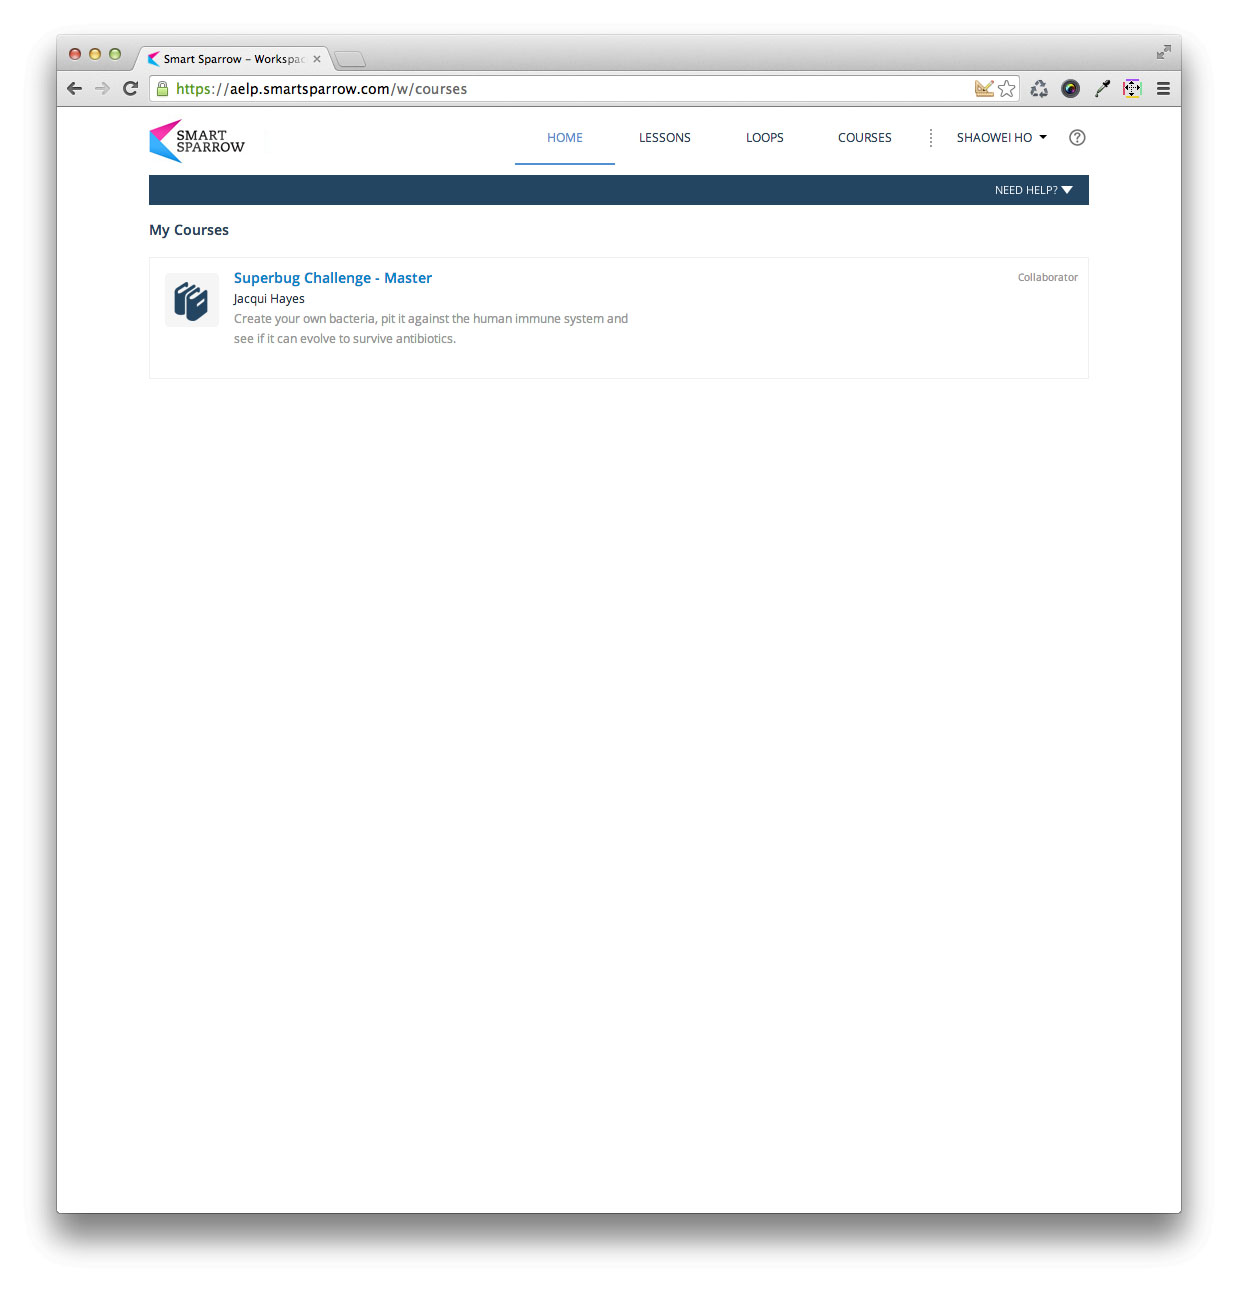 Smart Sparrow – Workspac
https://aelp.smartsparrow.com/w/courses
SMART
SPARROW
HOME LESSONS LOOPS COURSES SHAOWEI HO
NEED HELP?
My Courses
Superbug Challenge - Master
Collaborator
Jacqui Hayes
Create your own bacteria, pit it against the human immune system and
see if it can evolve to survive antibiotics.